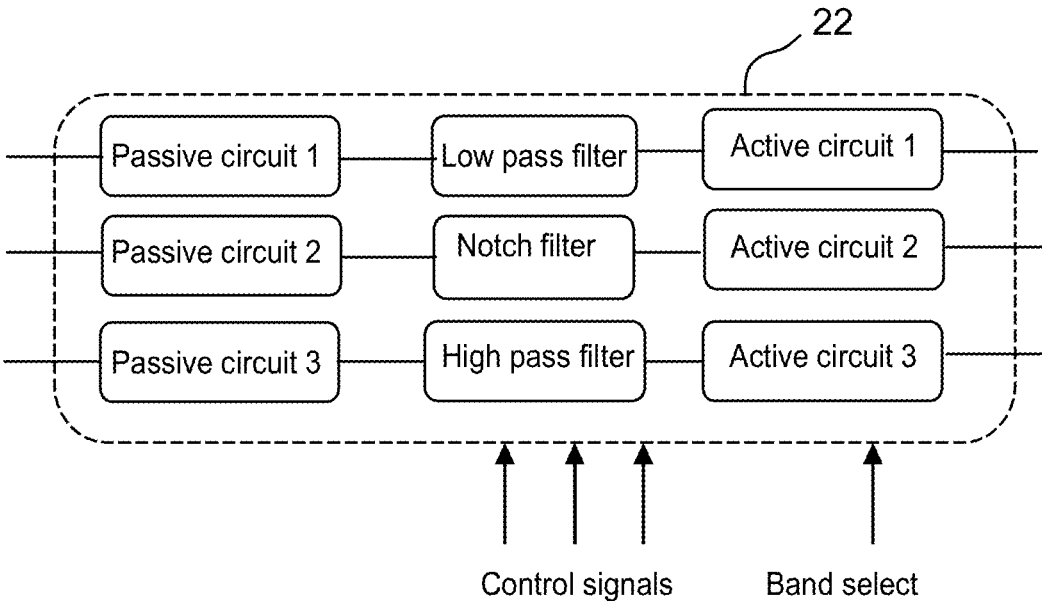 22
Passive circuit 1
Low pass filter
Active circuit 1
Passive circuit 2
Notch filter
Active circuit 2
Passive circuit 3
High pass filter
Active circuit 3
Control signals
Band select